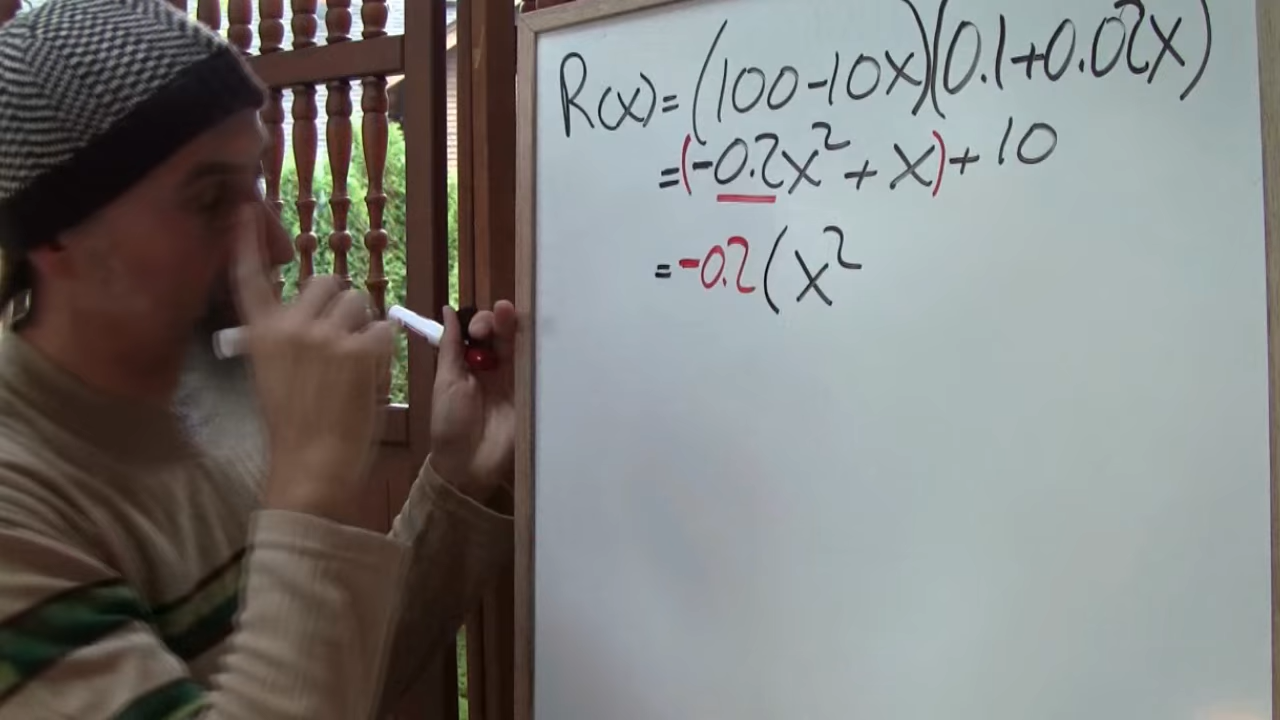 R(x)=(100-10x)(0.1+0.02x)
=(-0.2x²+x)+10
=-0.2(x²